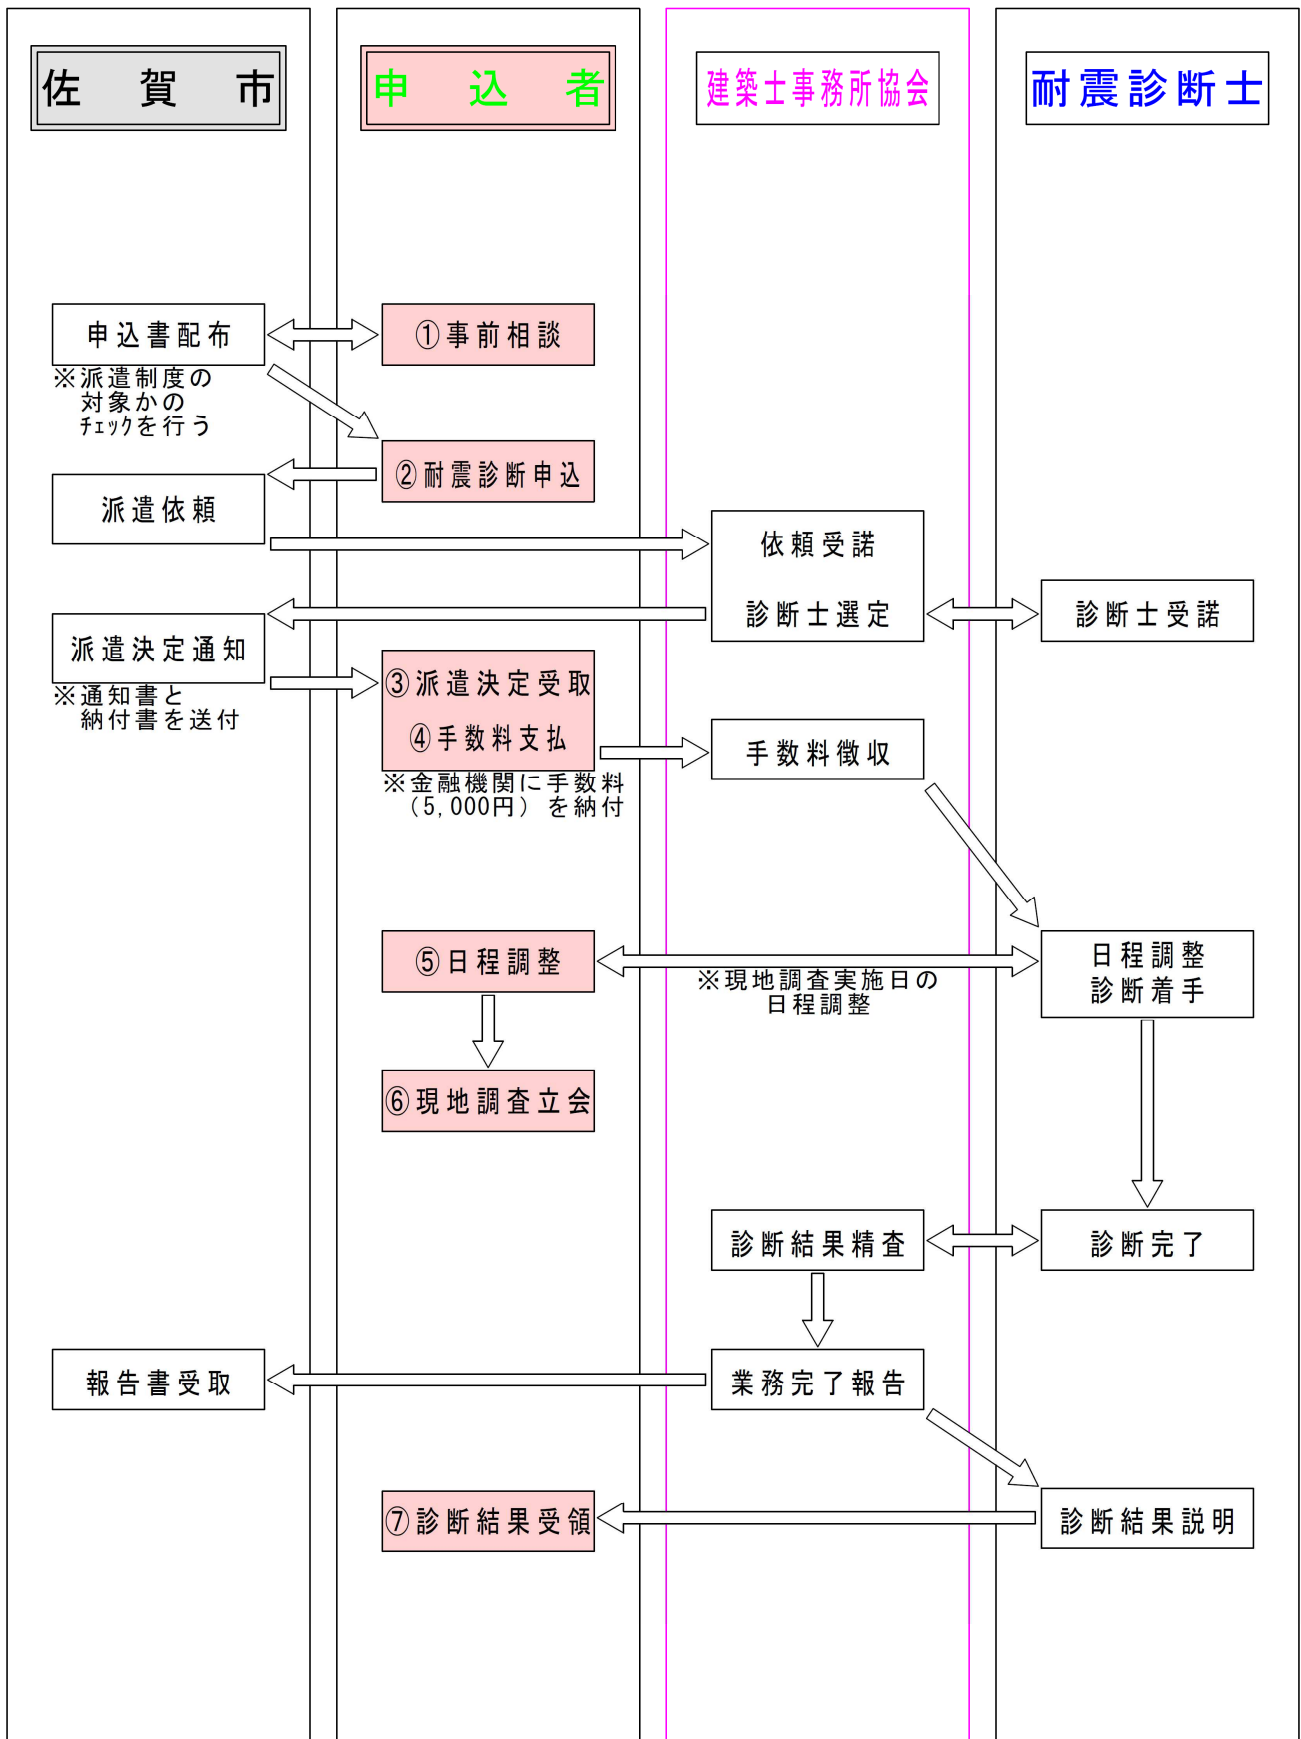 佐賀市
申込者
建築士事務所協会
耐震診断士
申込書配布
①事前相談
※派遣制度の
対象かの
ﾁｪｯｸを行う
②耐震診断申込
派遣依頼
依頼受諾
診断士選定
診断士受諾
派遣決定通知
※通知書と
納付書を送付
③派遣決定受取
④手数料支払
※金融機関に手数料
（5,000円）を納付
手数料徴収
⑤日程調整
※現地調査実施日の
日程調整
日程調整
診断着手
⑥現地調査立会
診断結果精査
診断完了
報告書受取
業務完了報告
⑦診断結果受領
診断結果説明